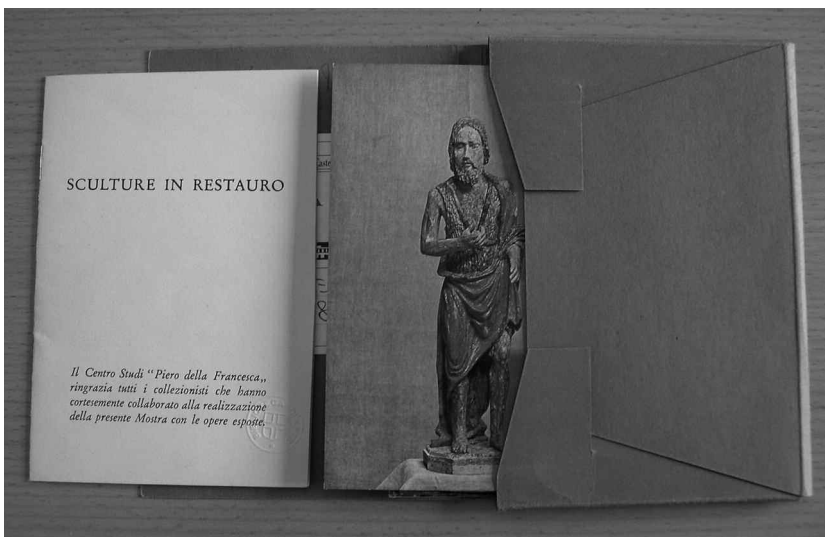 SCULTURE IN RESTAURO
Il Centro Studi “Piero della Francesca„
ringrazia tutti i collezionisti che hanno
cortesemente collaborato alla realizzazione
della presente Mostra con le opere esposte.